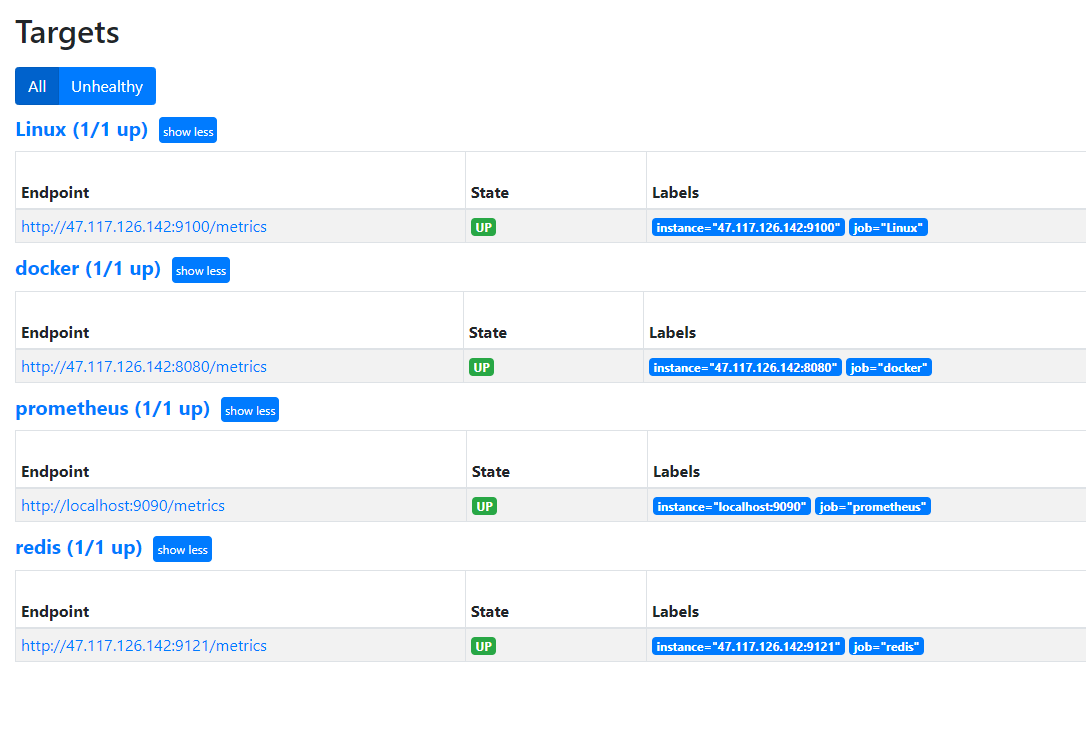 Targets
All Unhealthy
Linux (1/1 up) show less
Endpoint State Labels
http://47.117.126.142:9100/metrics UP instance="47.117.126.142:9100" job="Linux"
docker (1/1 up) show less
Endpoint State Labels
http://47.117.126.142:8080/metrics UP instance="47.117.126.142:8080" job="docker"
prometheus (1/1 up) show less
Endpoint State Labels
http://localhost:9090/metrics UP instance="localhost:9090" job="prometheus"
redis (1/1 up) show less
Endpoint State Labels
http://47.117.126.142:9121/metrics UP instance="47.117.126.142:9121" job="redis"